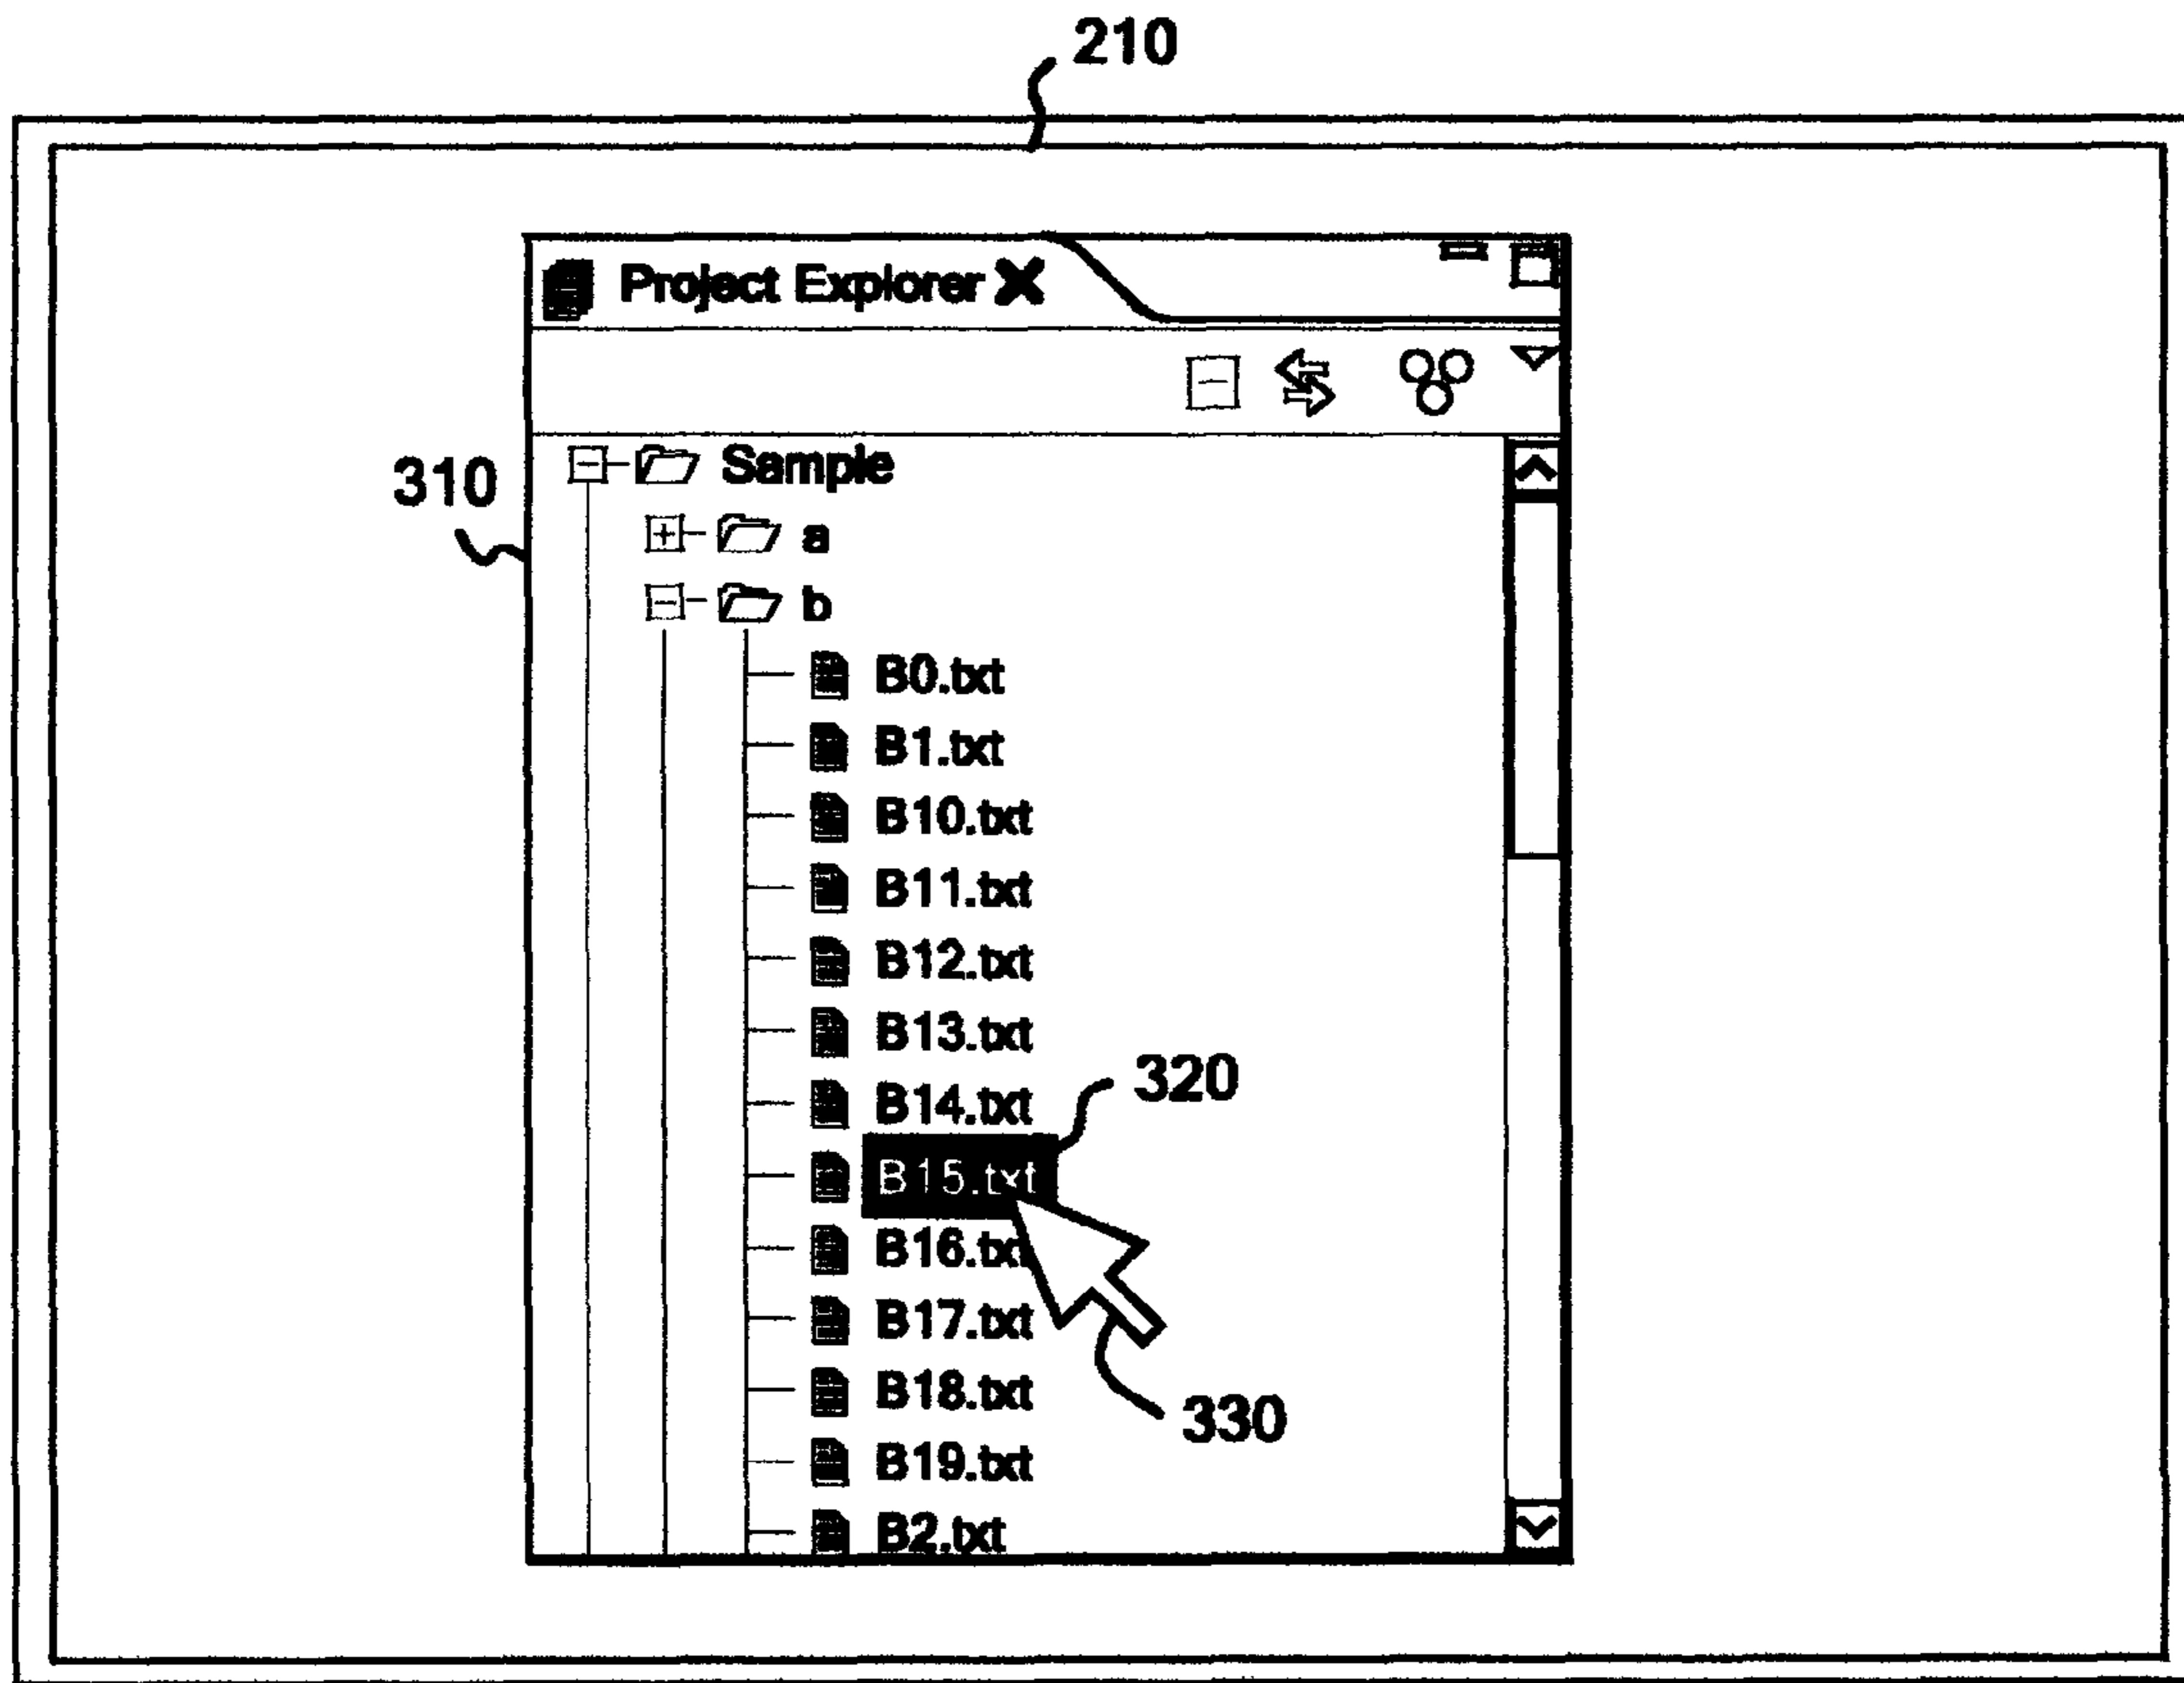 210
Project Explorer
310
Sample
a
b
B0.txt
B1.txt
B10.txt
B11.txt
B12.txt
B13.txt
B14.txt
320
B15.txt
B16.txt
B17.txt
B18.txt
330
B19.txt
B2.txt